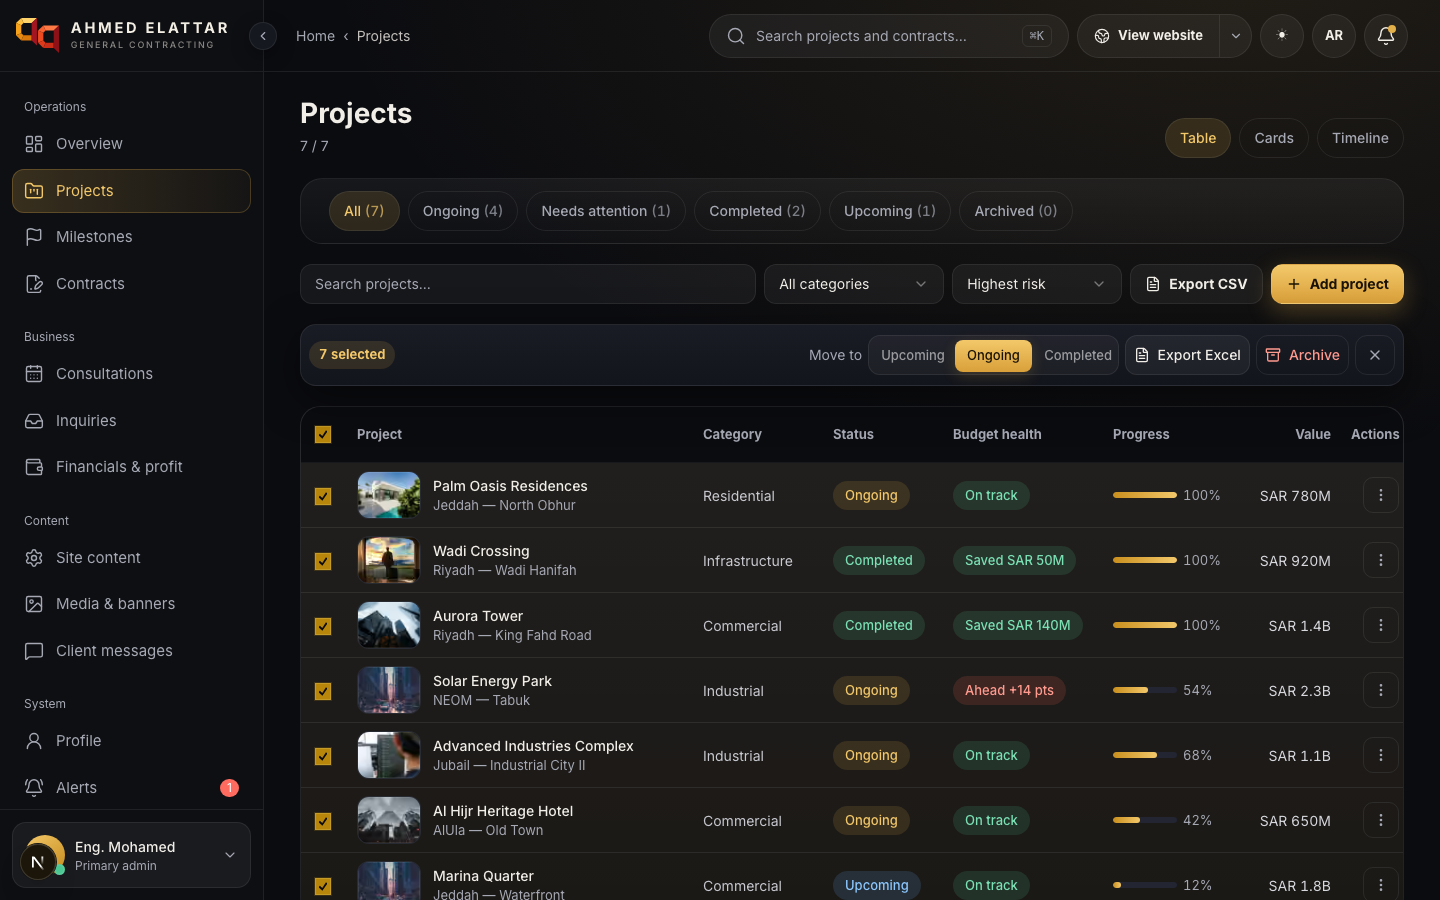 AHMED ELATTAR
GENERAL CONTRACTING
Home ‹ Projects
Search projects and contracts...
⌘K
View website
AR
Operations
Overview
Projects
Milestones
Contracts
Business
Consultations
Inquiries
Financials & profit
Content
Site content
Media & banners
Client messages
System
Profile
Alerts 1
N
Eng. Mohamed
Primary admin
Projects
7 / 7
Table Cards Timeline
All (7) Ongoing (4) Needs attention (1) Completed (2) Upcoming (1) Archived (0)
Search projects... All categories Highest risk Export CSV + Add project
7 selected Move to Upcoming Ongoing Completed Export Excel Archive
Project Category Status Budget health Progress Value Actions
Palm Oasis Residences
Jeddah — North Obhur
Residential Ongoing On track 100% SAR 780M
Wadi Crossing
Riyadh — Wadi Hanifah
Infrastructure Completed Saved SAR 50M 100% SAR 920M
Aurora Tower
Riyadh — King Fahd Road
Commercial Completed Saved SAR 140M 100% SAR 1.4B
Solar Energy Park
NEOM — Tabuk
Industrial Ongoing Ahead +14 pts 54% SAR 2.3B
Advanced Industries Complex
Jubail — Industrial City II
Industrial Ongoing On track 68% SAR 1.1B
Al Hijr Heritage Hotel
AlUla — Old Town
Commercial Ongoing On track 42% SAR 650M
Marina Quarter
Jeddah — Waterfront
Commercial Upcoming On track 12% SAR 1.8B